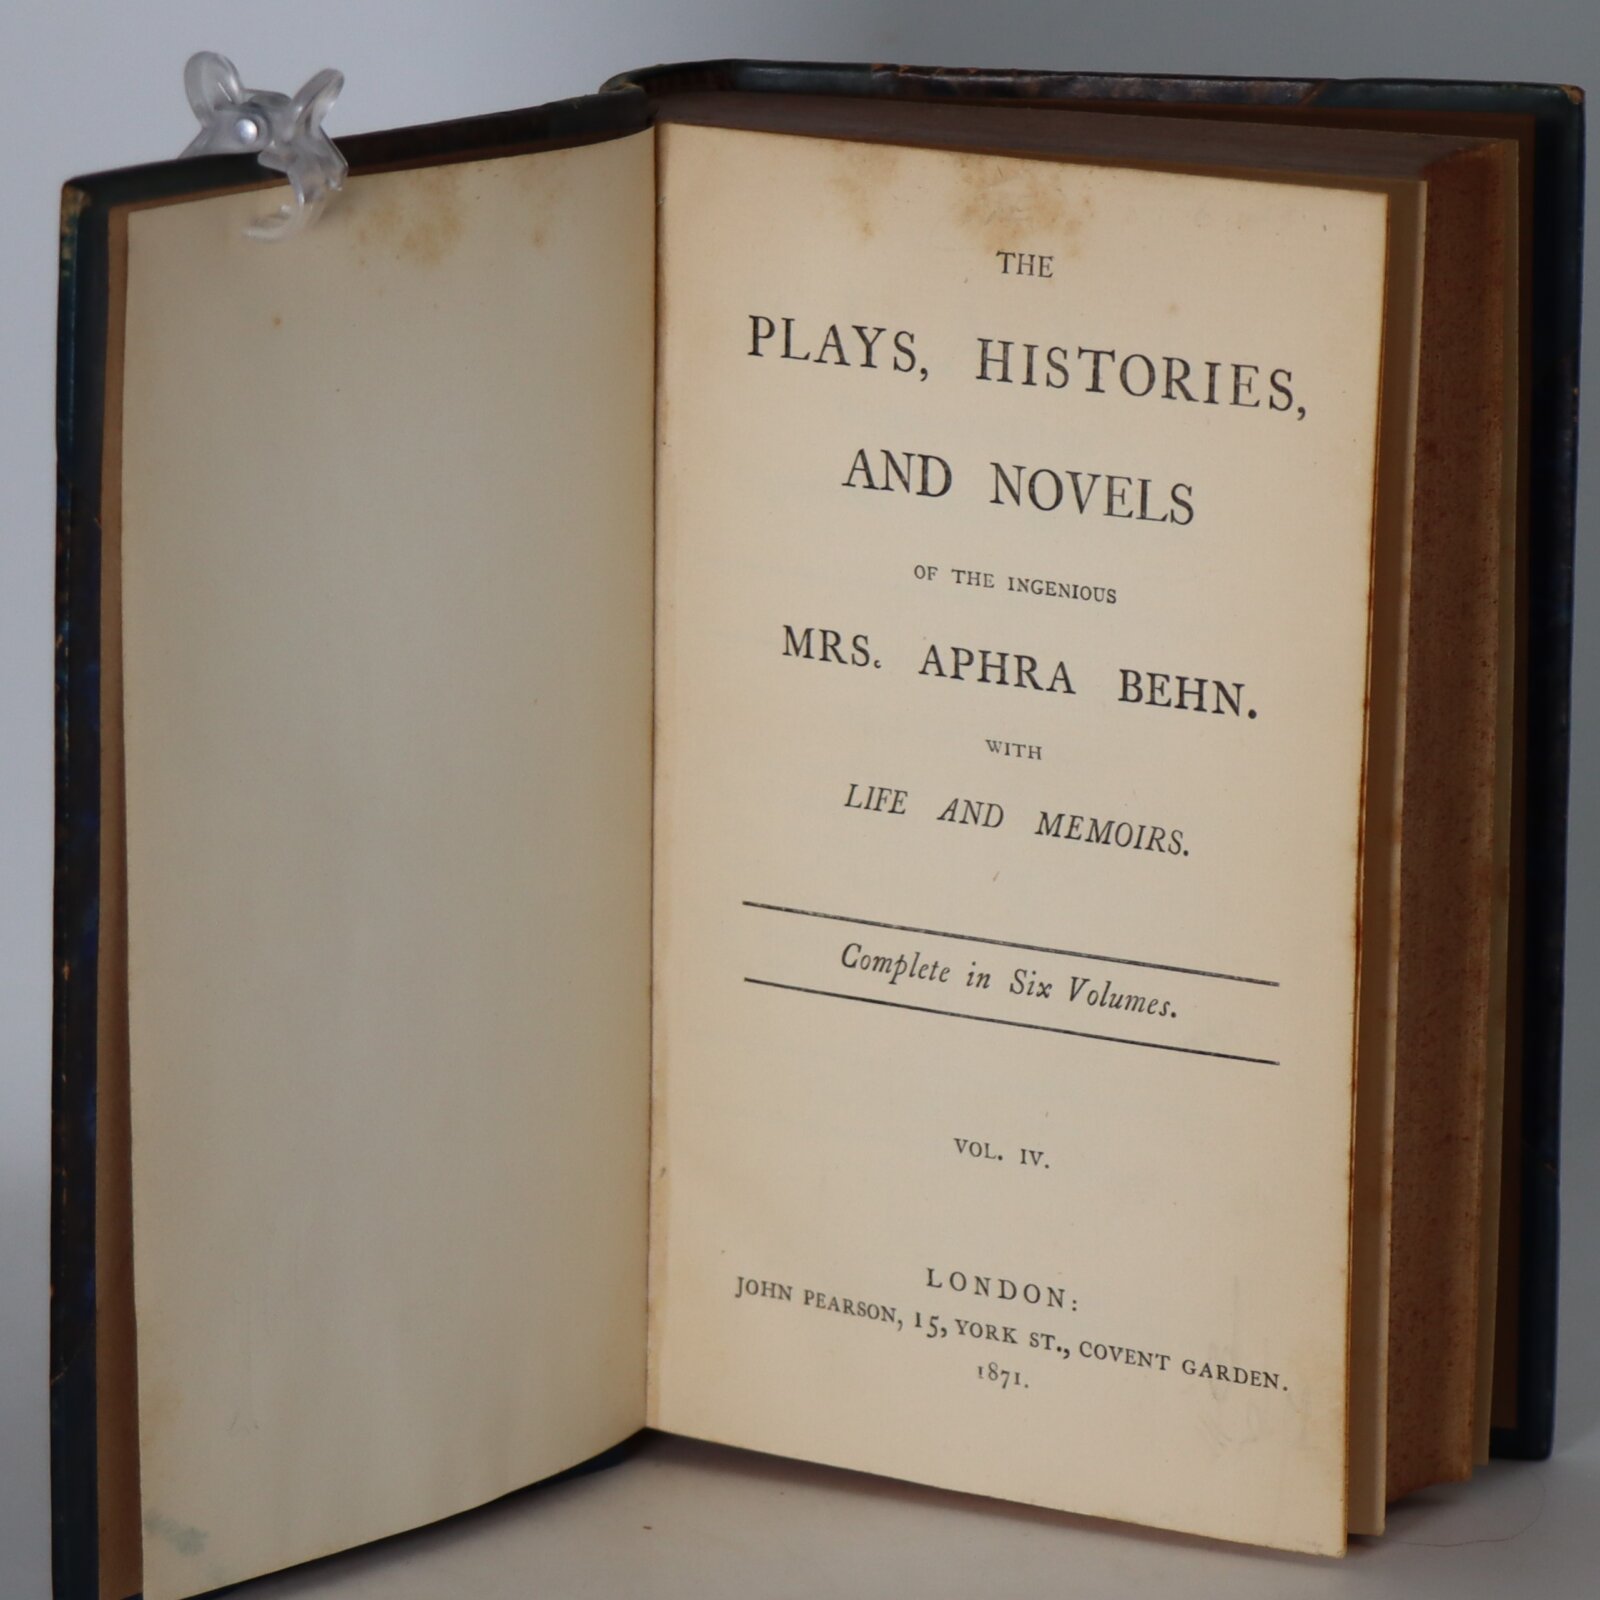 THE
PLAYS, HISTORIES,
AND NOVELS
OF THE INGENIOUS
MRS. APHRA BEHN.
WITH
LIFE AND MEMOIRS.
Complete in Six Volumes.
VOL. IV.
LONDON:
JOHN PEARSON, 15, YORK ST., COVENT GARDEN.
1871.